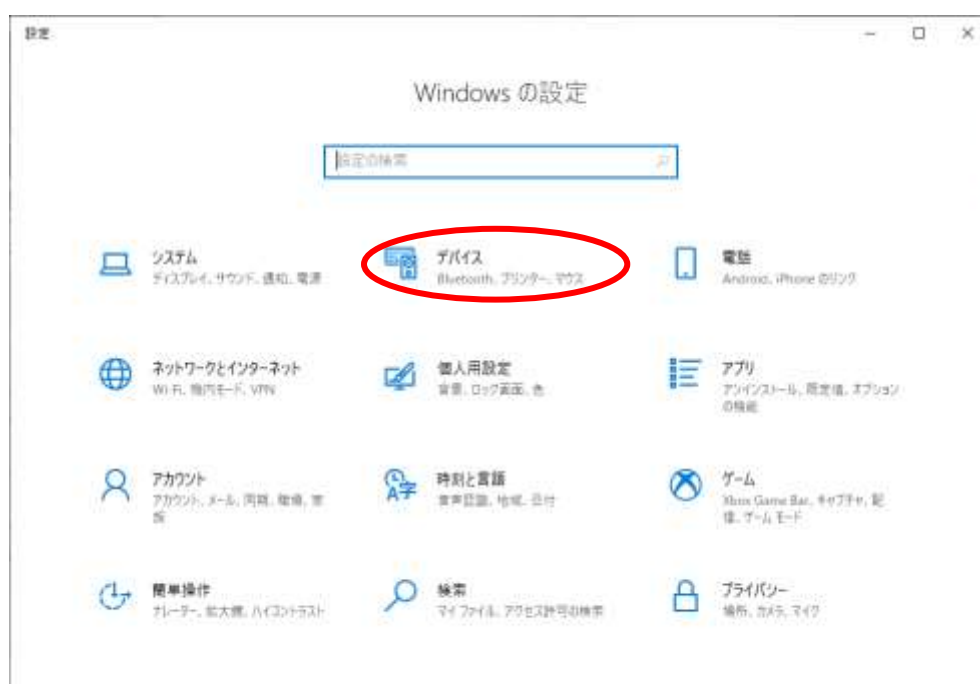 設定
Windows の設定
設定の検索
システム
ディスプレイ、サウンド、通知、電源
デバイス
Bluetooth、プリンター、マウス
電話
Android、iPhone のリンク
ネットワークとインターネット
Wi-Fi、機内モード、VPN
個人用設定
背景、ロック画面、色
アプリ
アンインストール、既定値、オプション
の機能
アカウント
アカウント、メール、同期、職場、家
族
時刻と言語
音声認識、地域、日付
ゲーム
Xbox Game Bar、キャプチャ、配
信、ゲーム モード
簡単操作
ナレーター、拡大鏡、ハイコントラスト
検索
マイ ファイル、アクセス許可の検索
プライバシー
場所、カメラ、マイク